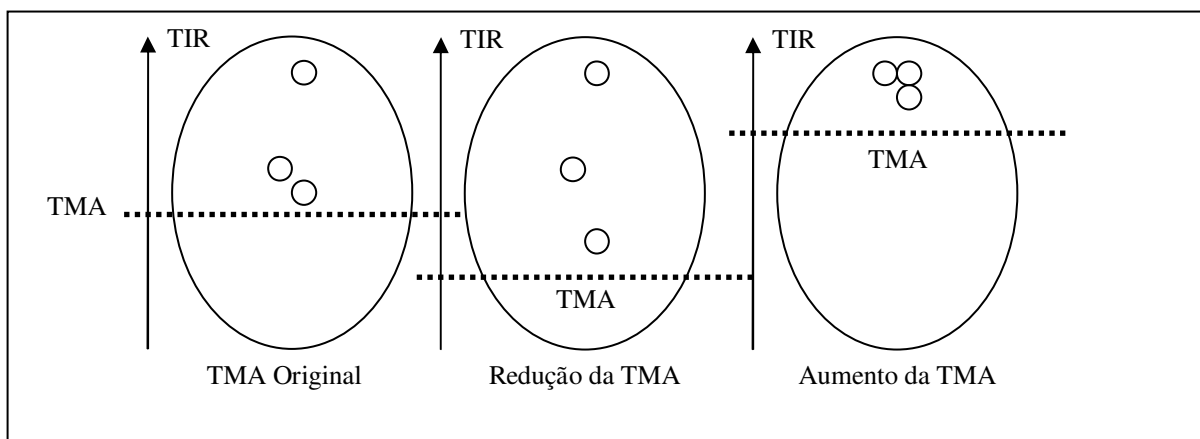 TIR TIR TIR
TMA
TMA
TMA
TMA Original Redução da TMA Aumento da TMA